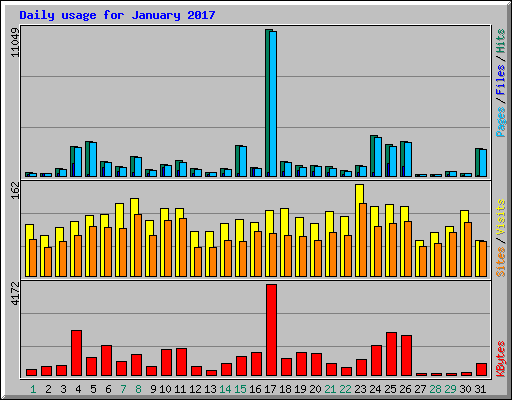 Daily usage for January 2017
11049
Pages / Files / Hits
162
Sites / Visits
4172
KBytes
1 2 3 4 5 6 7 8 9 10 11 12 13 14 15 16 17 18 19 20 21 22 23 24 25 26 27 28 29 30 31